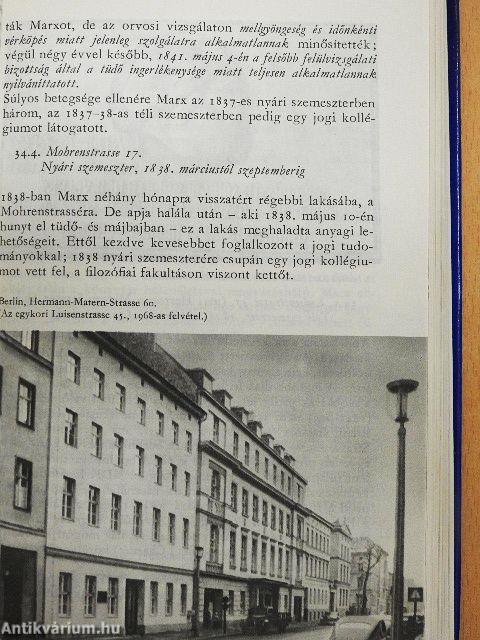 ták Marxot, de az orvosi vizsgálaton mellgyöngeség és időnkénti
vérköpés miatt jelenleg szolgálatra alkalmatlannak minősítették;
végül négy évvel később, 1841. május 4-én a felsőbb felülvizsgálati
bizottság által a tüdő ingerlékenysége miatt teljesen alkalmatlannak
nyilváníttatott.
Súlyos betegsége ellenére Marx az 1837-es nyári szemeszterben
három, az 1837–38-as téli szemeszterben pedig egy jogi kollé-
giumot látogatott.
34.4. Mohrenstrasse 17.
Nyári szemeszter, 1838. márciustól szeptemberig
1838-ban Marx néhány hónapra visszatért régebbi lakásába, a
Mohrenstrasséra. De apja halála után – aki 1838. május 10-én
hunyt el tüdő- és májbajban – ez a lakás meghaladta anyagi le-
hetőségeit. Ettől kezdve kevesebbet foglalkozott a jogi tudo-
mányokkal; 1838 nyári szemeszterére csupán egy jogi kollégiu-
mot vett fel, a filozófiai fakultáson viszont kettőt.
Berlin, Hermann-Matern-Strasse 60.
(Az egykori Luisenstrasse 45., 1968-as felvétel.)
Antikvárium.hu